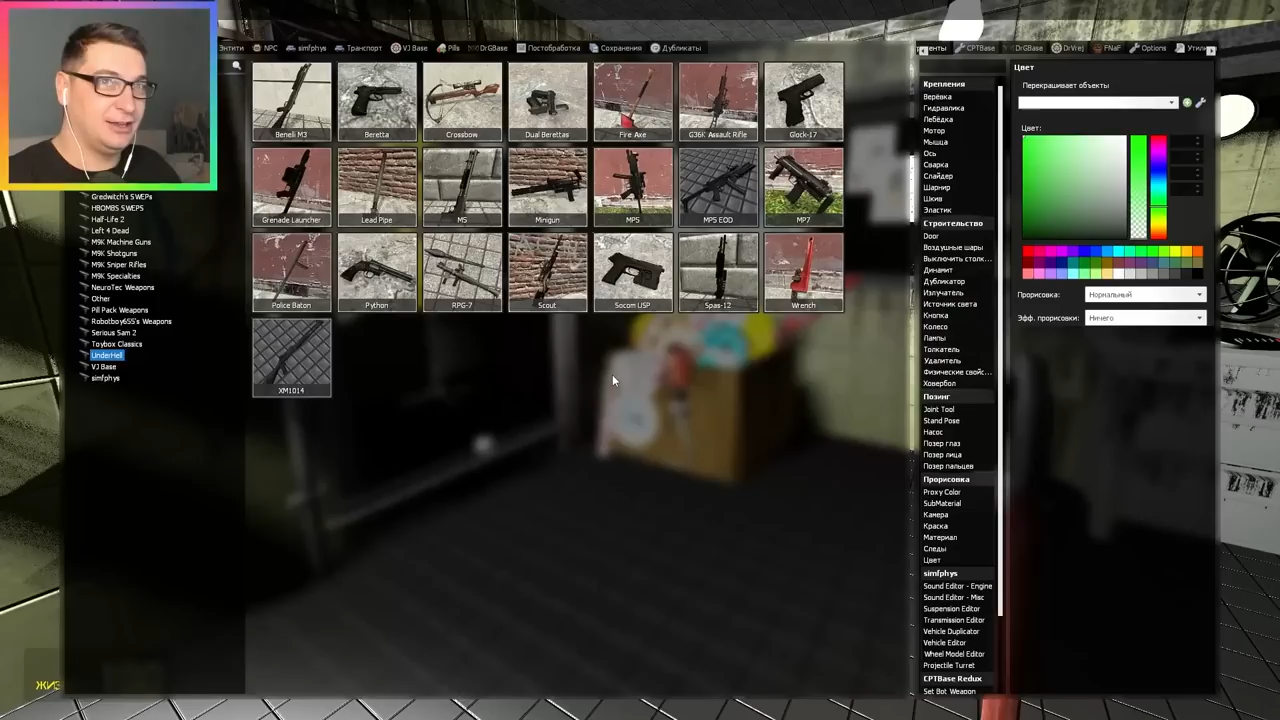 Энтити NPC simfphys Транспорт VJ Base Pills DrGBase Постобработка Сохранения Дубликаты
CPTBase DrGBase DrVrej FNaF Options
Gredwitch's SWEPs
HBOMBS SWEPS
Half-Life 2
Left 4 Dead
M9K Machine Guns
M9K Shotguns
M9K Sniper Rifles
M9K Specialties
NeuroTec Weapons
Other
Pill Pack Weapons
Serious Sam 2
Toybox Classics
UnderHell
VJ Base
simfphys
Benelli M3 Beretta Crossbow Dual Berettas Fire Axe G36K Assault Rifle Glock-17
Grenade Launcher Lead Pipe M5 Minigun MP5 MP5 EOD MP7
Police Baton Python RPG-7 Scout Socom USP Spas-12 Wrench
XM1014
Крепления
Верёвка
Гидравлика
Лебёдка
Мотор
Мышца
Ось
Сварка
Слайдер
Шарнир
Шкив
Эластик
Строительство
Door
Воздушные шары
Выключить столк...
Динамит
Дубликатор
Излучатель
Источник света
Кнопка
Колесо
Лампы
Толкатель
Удалитель
Физические свойс...
Ховербол
Позинг
Joint Tool
Stand Pose
Насос
Позер глаз
Позер лица
Позер пальцев
Прорисовка
Proxy Color
SubMaterial
Камера
Краска
Материал
Следы
Цвет
simfphys
Sound Editor - Engine
Sound Editor - Misc
Suspension Editor
Transmission Editor
Vehicle Duplicator
Vehicle Editor
Wheel Model Editor
Projectile Turret
CPTBase Redux
Set Bot Weapon
Цвет
Перекрашивает объекты
Цвет:
Прорисовка: Нормальный
Эфф. прорисовки: Ничего